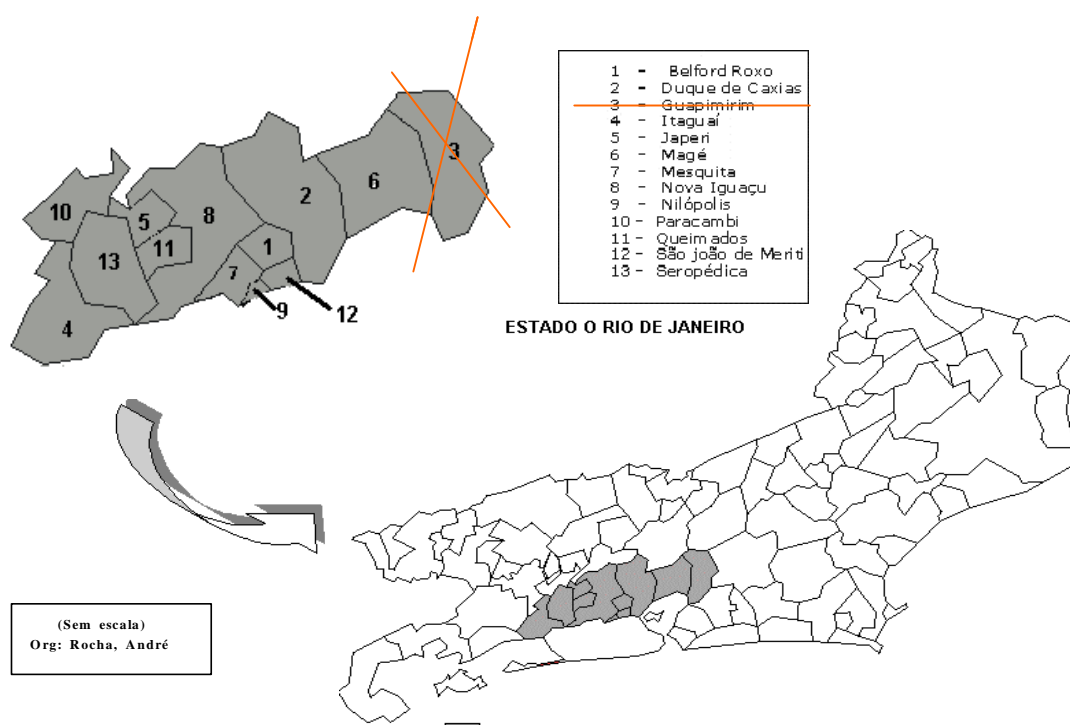 3
10
5
8
2
6
11
1
13
7
9
12
4
1 - Belford Roxo
2 - Duque de Caxias
3 - Guapimirim
4 - Itaguaí
5 - Japeri
6 - Magé
7 - Mesquita
8 - Nova Iguaçu
9 - Nilópolis
10 - Paracambi
11 - Queimados
12 - São joão de Meriti
13 - Seropédica
ESTADO O RIO DE JANEIRO
(Sem escala)
Org: Rocha, André